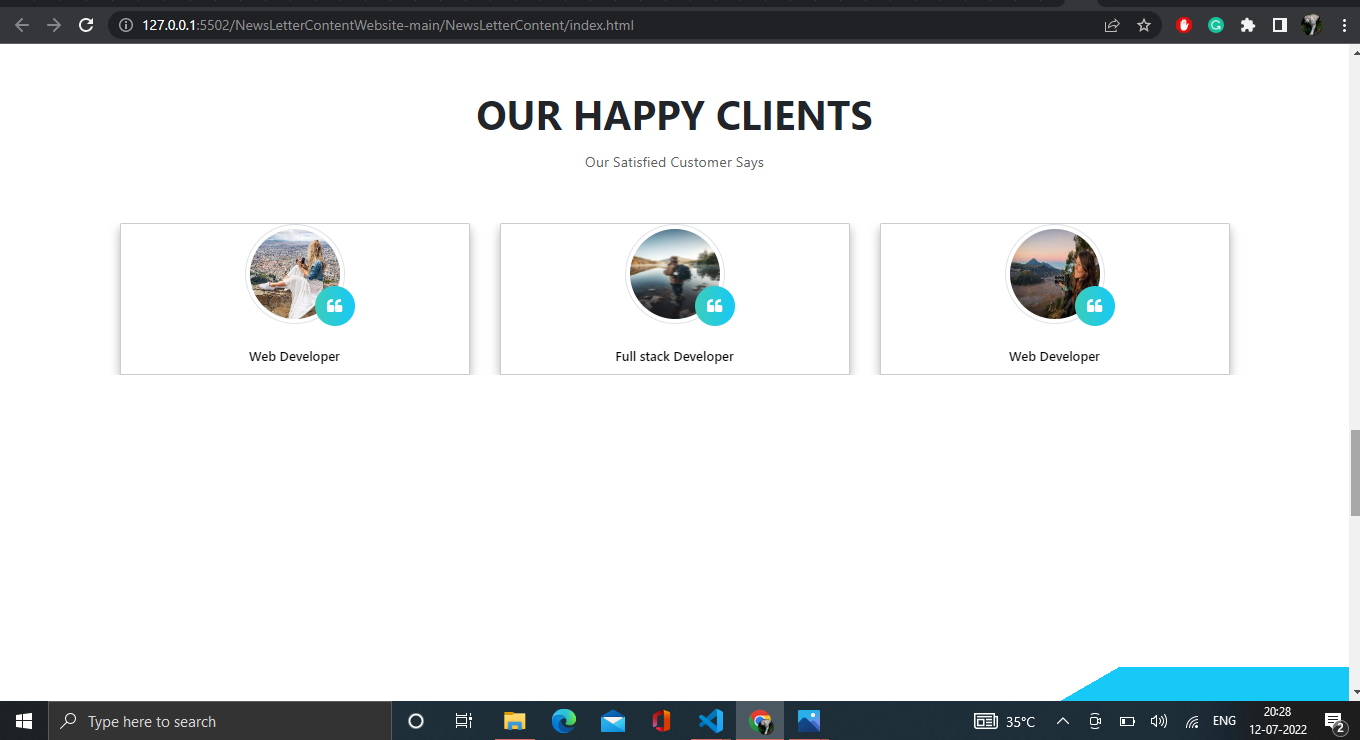 127.0.0.1:5502/NewsLetterContentWebsite-main/NewsLetterContent/index.html
OUR HAPPY CLIENTS
Our Satisfied Customer Says
Web Developer
Full stack Developer
Web Developer
Type here to search
35°C
ENG
20:28
12-07-2022
2